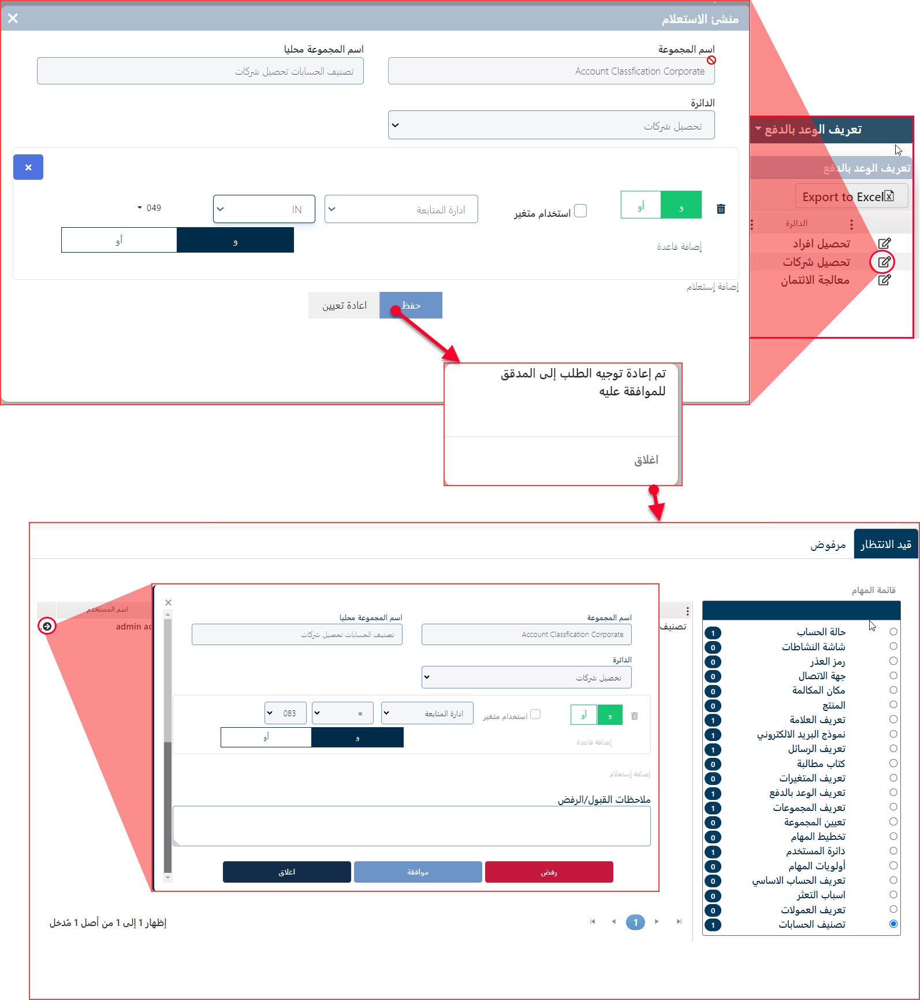 منشئ الاستعلام
اسم المجموعة
اسم المجموعة محليا
Account Classfication Corporate
تصنيف الحسابات تحصيل شركات
الدائرة
تحصيل شركات
و
أو
استخدام متغير
ادارة المتابعة
IN
049
و
أو
إضافة قاعدة
إضافة إستعلام
حفظ
اعادة تعيين
تعريف الوعد بالدفع
تعريف الوعد بالدفع
Export to Excel
الدائرة
تحصيل افراد
تحصيل شركات
معالجة الائتمان
تم إعادة توجيه الطلب إلى المدقق
للموافقة عليه
اغلاق
قيد الانتظار
مرفوض
قائمة المهام
حالة الحساب 1
شاشة النشاطات 0
رمز العذر 0
جهة الاتصال 0
مكان المكالمة 0
المنتج 0
تعريف العلامة 1
نموذج البريد الالكتروني 1
تعريف الرسائل 1
كتاب مطالبة 0
تعريف المتغيرات 0
تعريف الوعد بالدفع 1
تعريف المجموعات 1
تعيين المجموعة 0
تخطيط المهام 0
دائرة المستخدم 1
أولويات المهام 0
تعريف الحساب الاساسي 0
اسباب التعثر 0
تعريف العمولات 0
تصنيف الحسابات 1
تصنيف
اسم المستخدم
admin ad
اسم المجموعة
اسم المجموعة محليا
Account Classfication Corporate
تصنيف الحسابات تحصيل شركات
الدائرة
تحصيل شركات
و
أو
استخدام متغير
ادارة المتابعة
=
083
و
أو
إضافة قاعدة
إضافة إستعلام
ملاحظات القبول/الرفض
رفض
موافقة
اغلاق
1
إظهار 1 إلى 1 من أصل 1 مُدخل